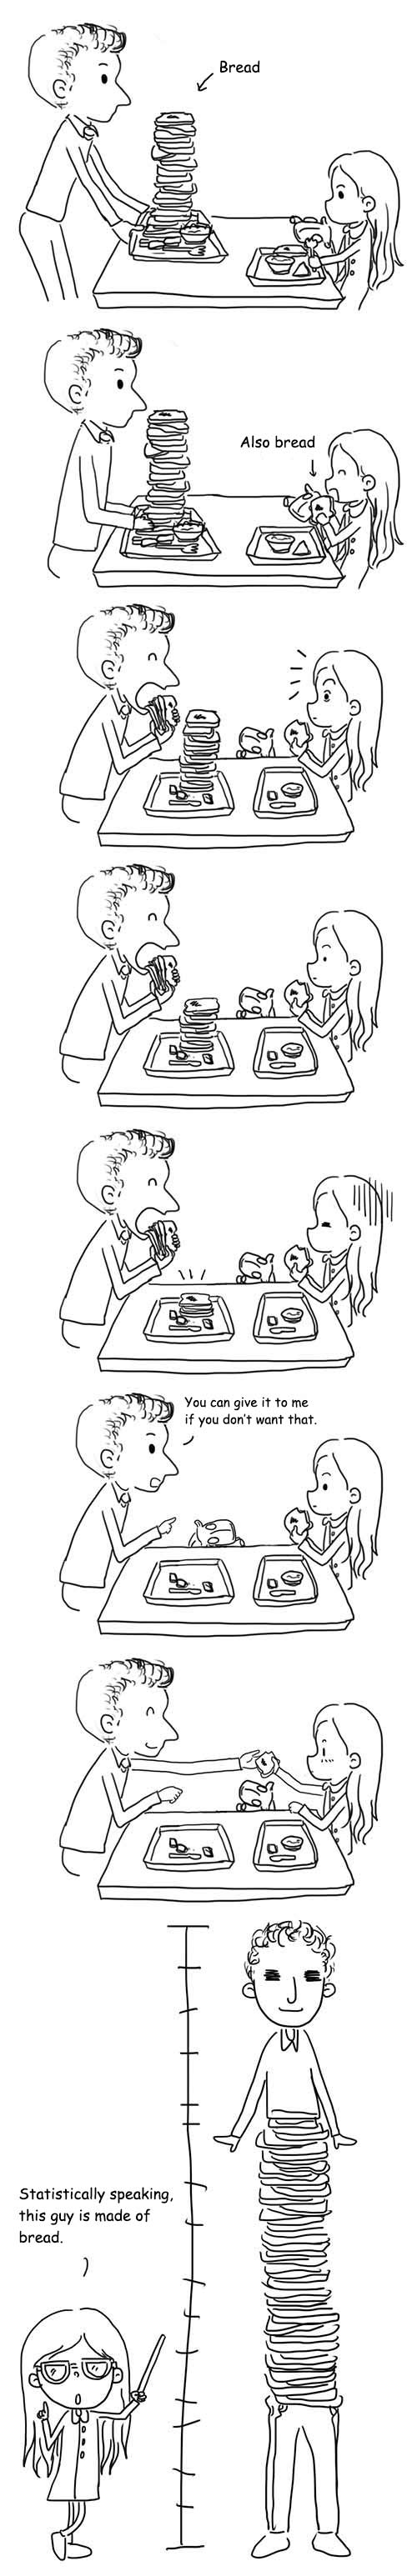 Bread
Also bread
You can give it to me
if you don't want that.
Statistically speaking,
this guy is made of
bread.